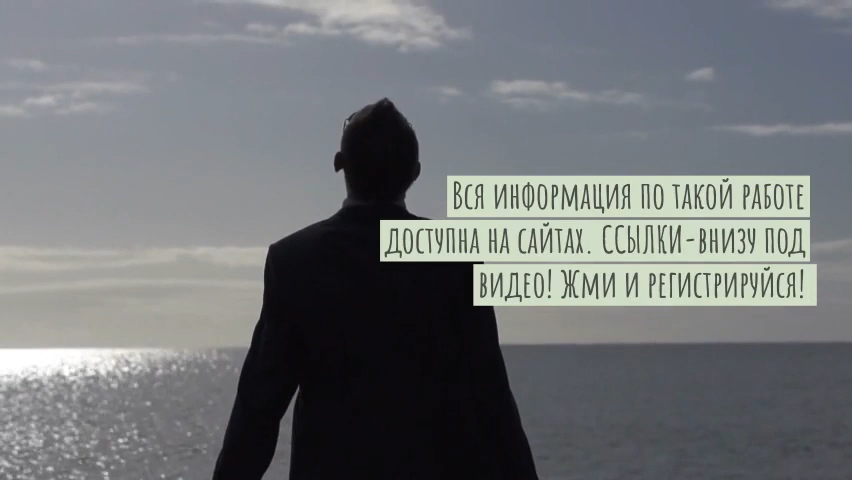 Вся информация по такой работе
доступна на сайтах. ССЫЛКИ-внизу под
видео! Жми и регистрируйся!